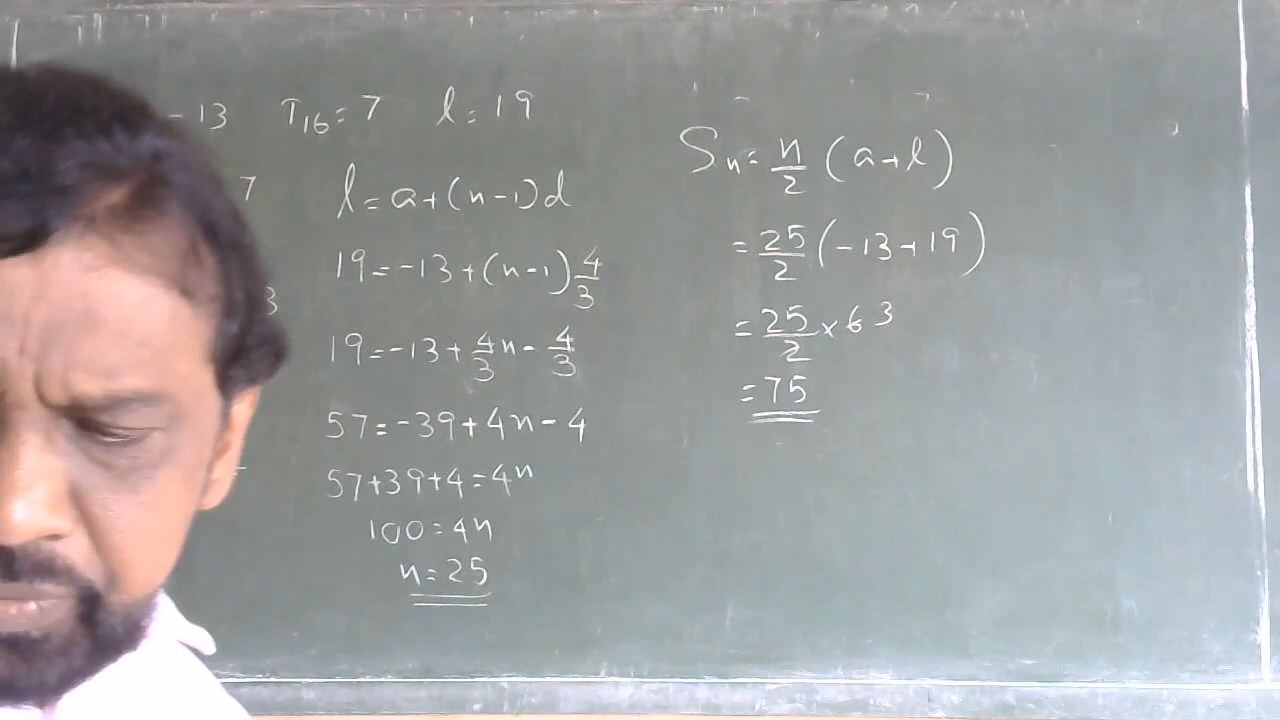 -13 T₁₆ = 7 l = 19
7
3
l = a + (n-1)d
19 = -13 + (n-1) 4/3
19 = -13 + 4/3 n - 4/3
57 = -39 + 4n - 4
57 + 39 + 4 = 4n
100 = 4n
n = 25
Sₙ = n/2 (a + l)
= 25/2 (-13 + 19)
= 25/2 × 6 3
= 75